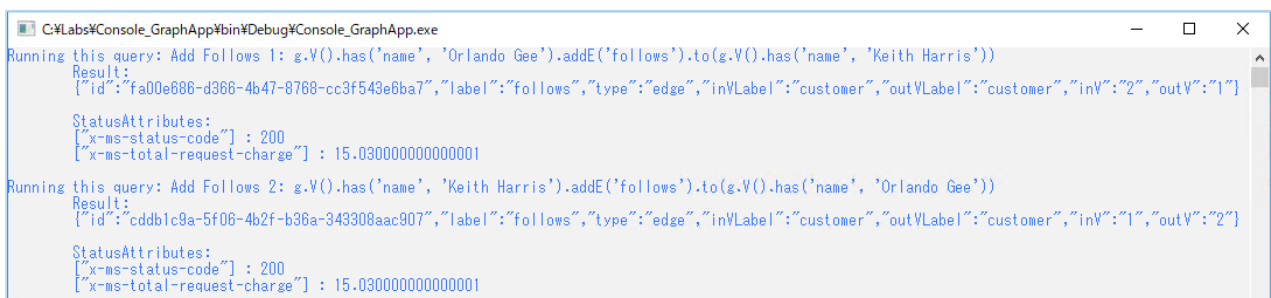 C:¥Labs¥Console_GraphApp¥bin¥Debug¥Console_GraphApp.exe
Running this query: Add Follows 1: g.V().has('name', 'Orlando Gee').addE('follows').to(g.V().has('name', 'Keith Harris'))
Result:
{"id":"fa00e686-d366-4b47-8768-cc3f543e6ba7","label":"follows","type":"edge","inVLabel":"customer","outVLabel":"customer","inV":"2","outV":"1"}
StatusAttributes:
["x-ms-status-code"] : 200
["x-ms-total-request-charge"] : 15.030000000000001
Running this query: Add Follows 2: g.V().has('name', 'Keith Harris').addE('follows').to(g.V().has('name', 'Orlando Gee'))
Result:
{"id":"cddb1c9a-5f06-4b2f-b36a-343308aac907","label":"follows","type":"edge","inVLabel":"customer","outVLabel":"customer","inV":"1","outV":"2"}
StatusAttributes:
["x-ms-status-code"] : 200
["x-ms-total-request-charge"] : 15.030000000000001